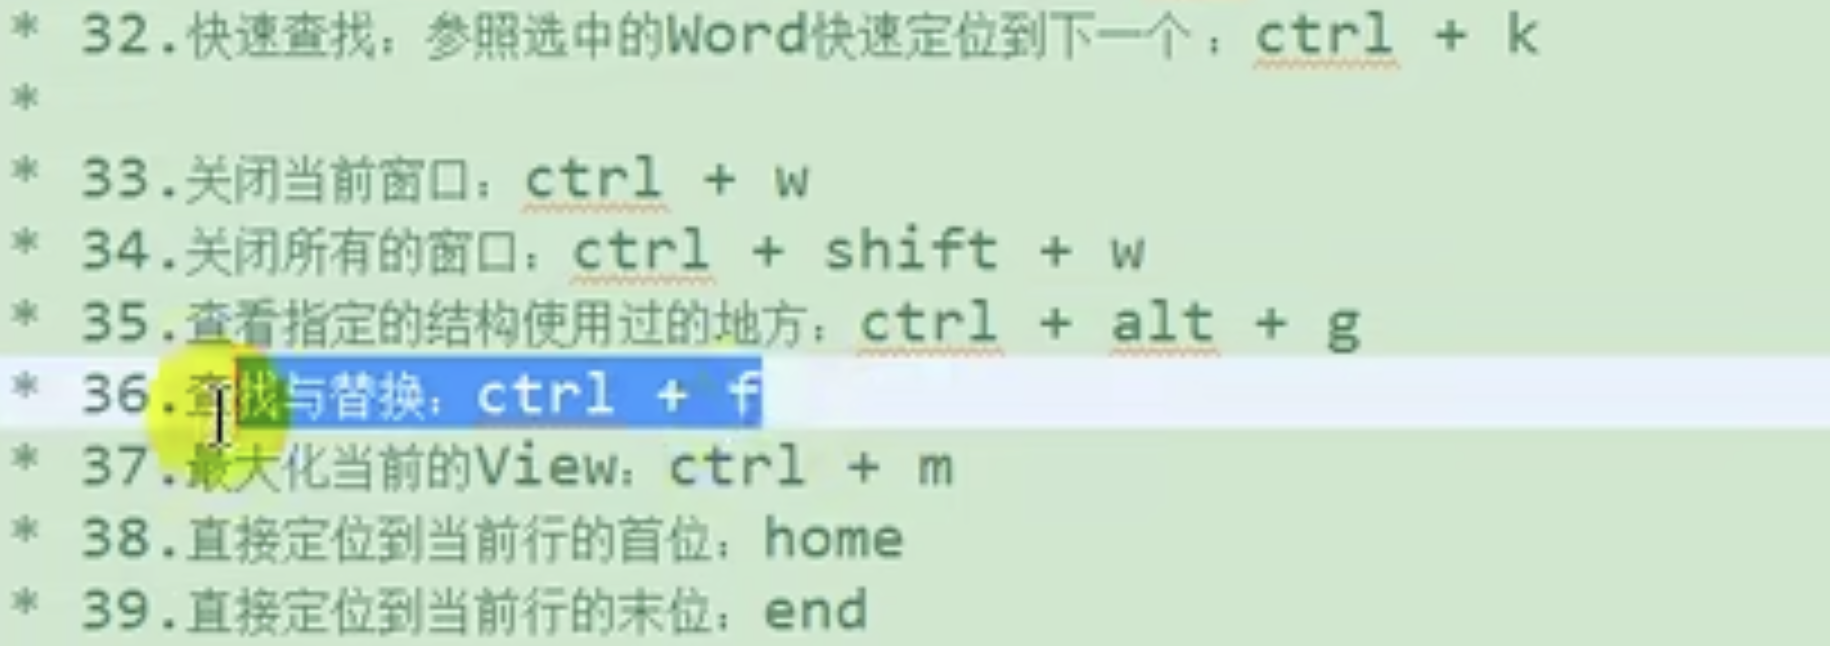 * 32.快速查找：参照选中的Word快速定位到下一个 ：ctrl + k
*
* 33.关闭当前窗口：ctrl + w
* 34.关闭所有的窗口：ctrl + shift + w
* 35.查看指定的结构使用过的地方：ctrl + alt + g
* 36.查找与替换：ctrl + f
* 37.最大化当前的View：ctrl + m
* 38.直接定位到当前行的首位：home
* 39.直接定位到当前行的末位：end